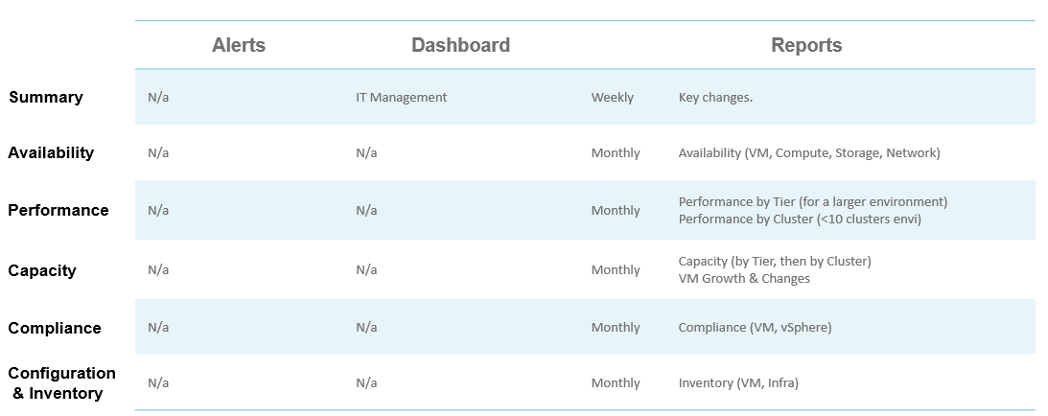 Alerts Dashboard Reports
Summary N/a IT Management Weekly Key changes.
Availability N/a N/a Monthly Availability (VM, Compute, Storage, Network)
Performance N/a N/a Monthly Performance by Tier (for a larger environment)
Performance by Cluster (<10 clusters envi)
Capacity N/a N/a Monthly Capacity (by Tier, then by Cluster)
VM Growth & Changes
Compliance N/a N/a Monthly Compliance (VM, vSphere)
Configuration
& Inventory N/a N/a Monthly Inventory (VM, Infra)